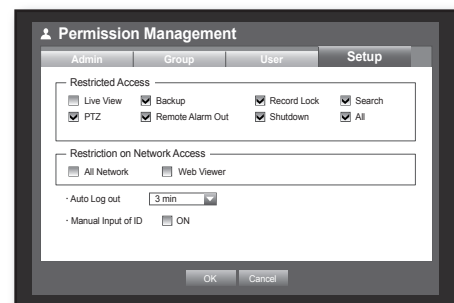 Permission Management
Admin Group User Setup
Restricted Access
Live View Backup Record Lock Search
PTZ Remote Alarm Out Shutdown All
Restriction on Network Access
All Network Web Viewer
· Auto Log out 3 min
· Manual Input of ID ON
OK Cancel